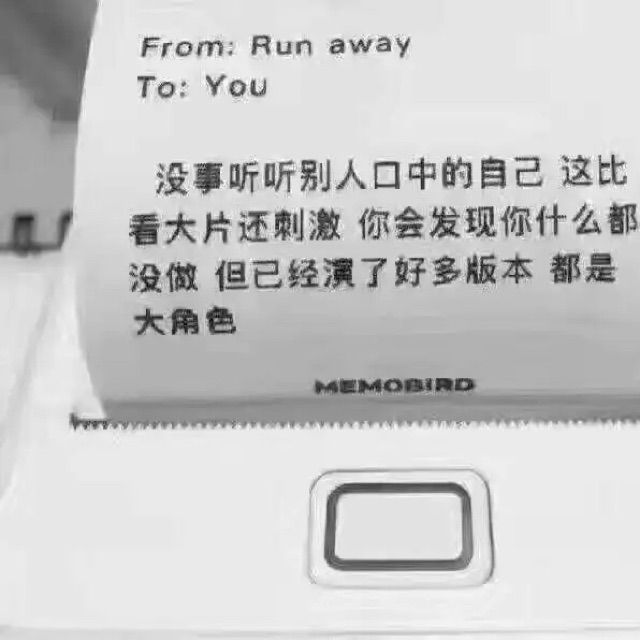 From: Run away
To: You
没事听听别人口中的自己 这比
看大片还刺激 你会发现你什么都
没做 但已经演了好多版本 都是
大角色
MEMOBIRD